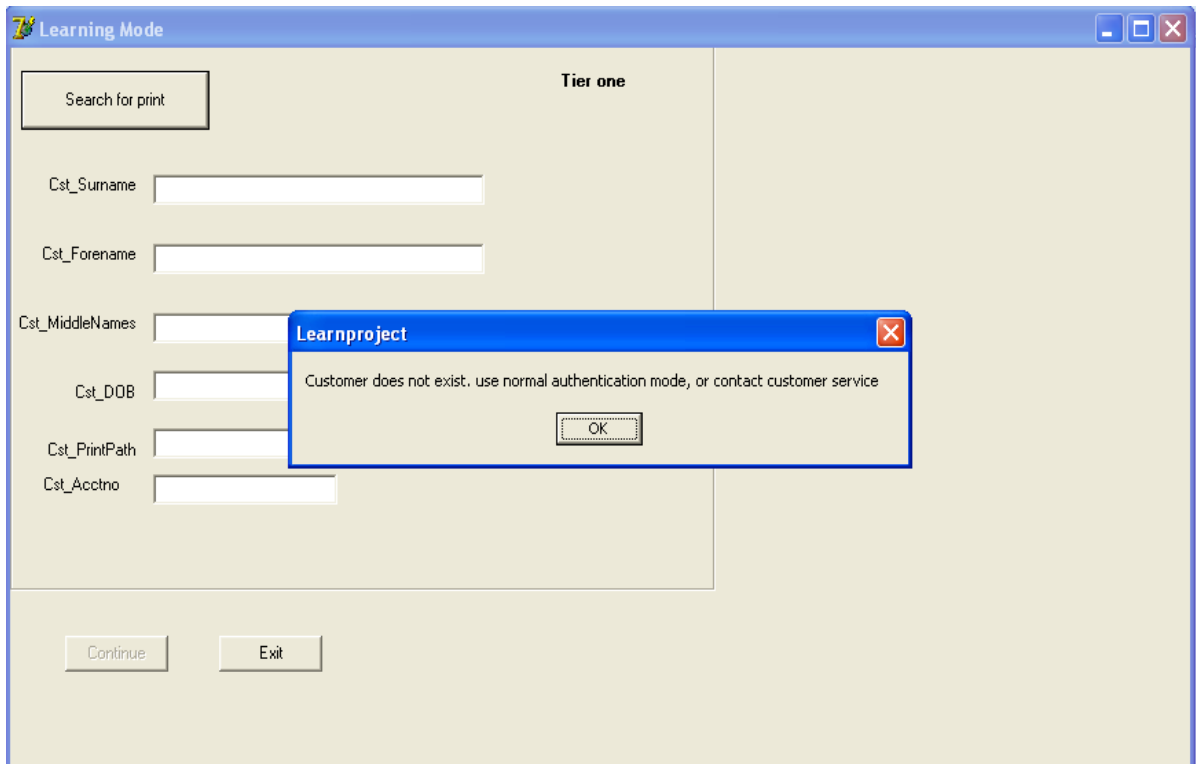 Learning Mode
Search for print
Tier one
Cst_Surname
Cst_Forename
Cst_MiddleNames
Learnproject
Customer does not exist. use normal authentication mode, or contact customer service
Cst_DOB
OK
Cst_PrintPath
Cst_Acctno
Continue
Exit